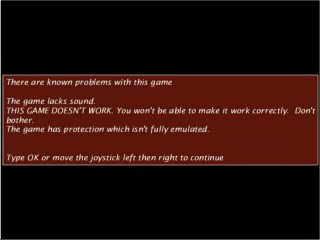 There are known problems with this game
The game lacks sound.
THIS GAME DOESN'T WORK. You won't be able to make it work correctly.  Don't
bother.
The game has protection which isn't fully emulated.
Type OK or move the joystick left then right to continue